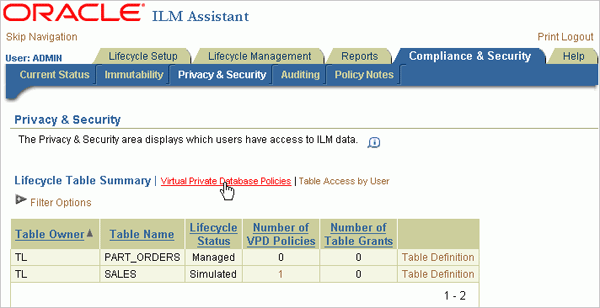 ORACLE ILM Assistant
Skip Navigation Print Logout
User: ADMIN Lifecycle Setup Lifecycle Management Reports Compliance & Security Help
Current Status Immutability Privacy & Security Auditing Policy Notes
Privacy & Security
The Privacy & Security area displays which users have access to ILM data.
Lifecycle Table Summary | Virtual Private Database Policies | Table Access by User
Filter Options
Table Owner Table Name Lifecycle Status Number of VPD Policies Number of Table Grants
TL PART_ORDERS Managed 0 0 Table Definition
TL SALES Simulated 1 0 Table Definition
1 - 2